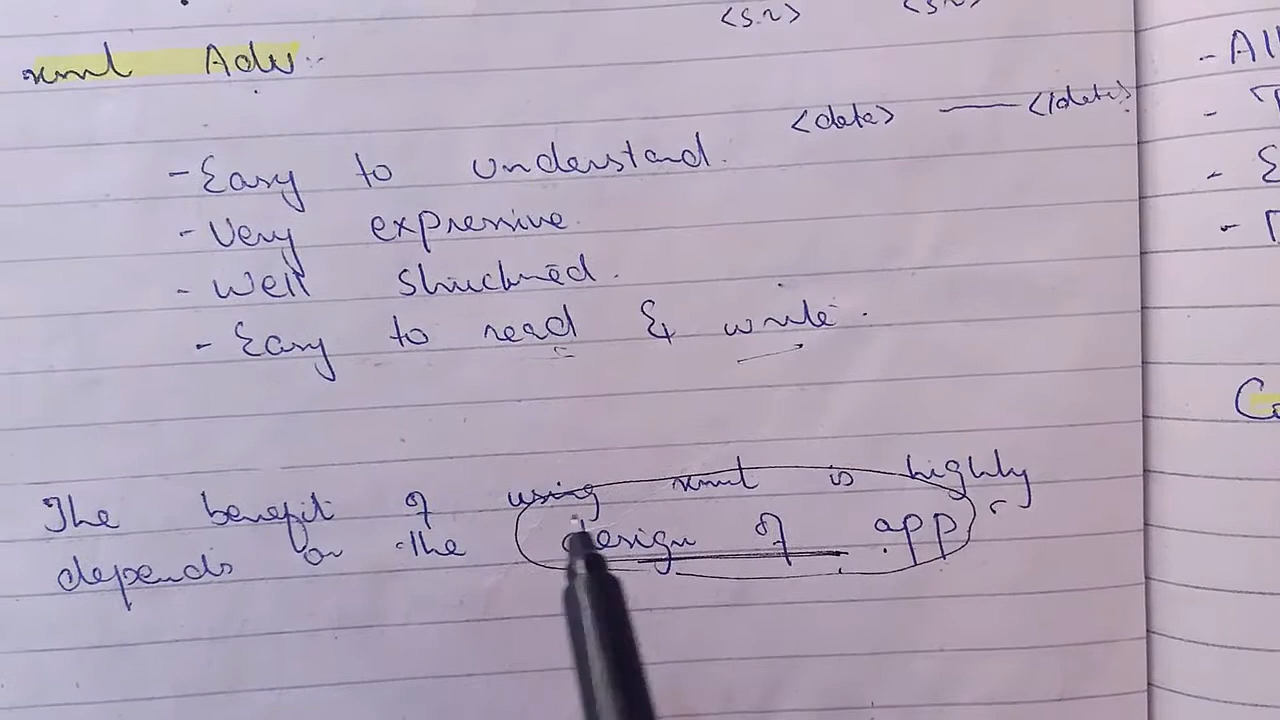 <s.n> <s.n>
xml Adv.
<date> — </date>
- Easy to understand.
- Very expressive.
- Well structured.
- Easy to read & write.
The benefit of using xml is highly
depends on the design of app.
- All
-
-
-